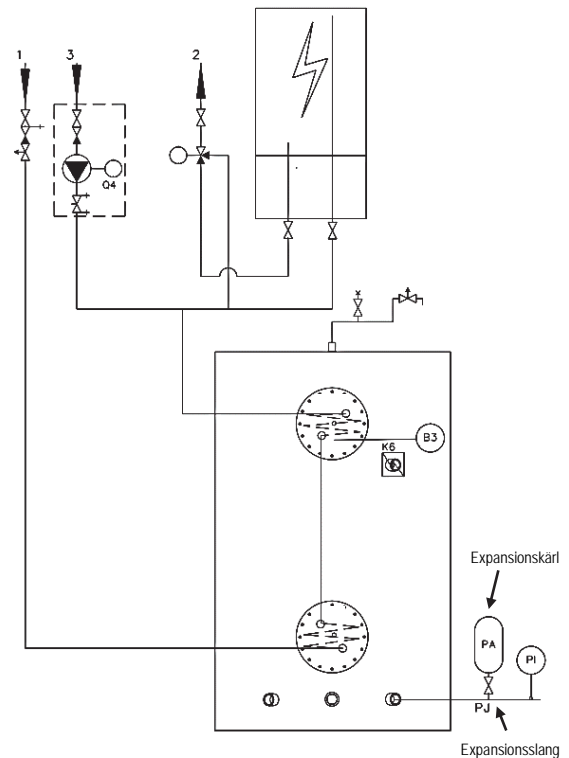 1
3
2
Q4
B3
K6
Expansionskärl
PA
PI
PJ
Expansionsslang